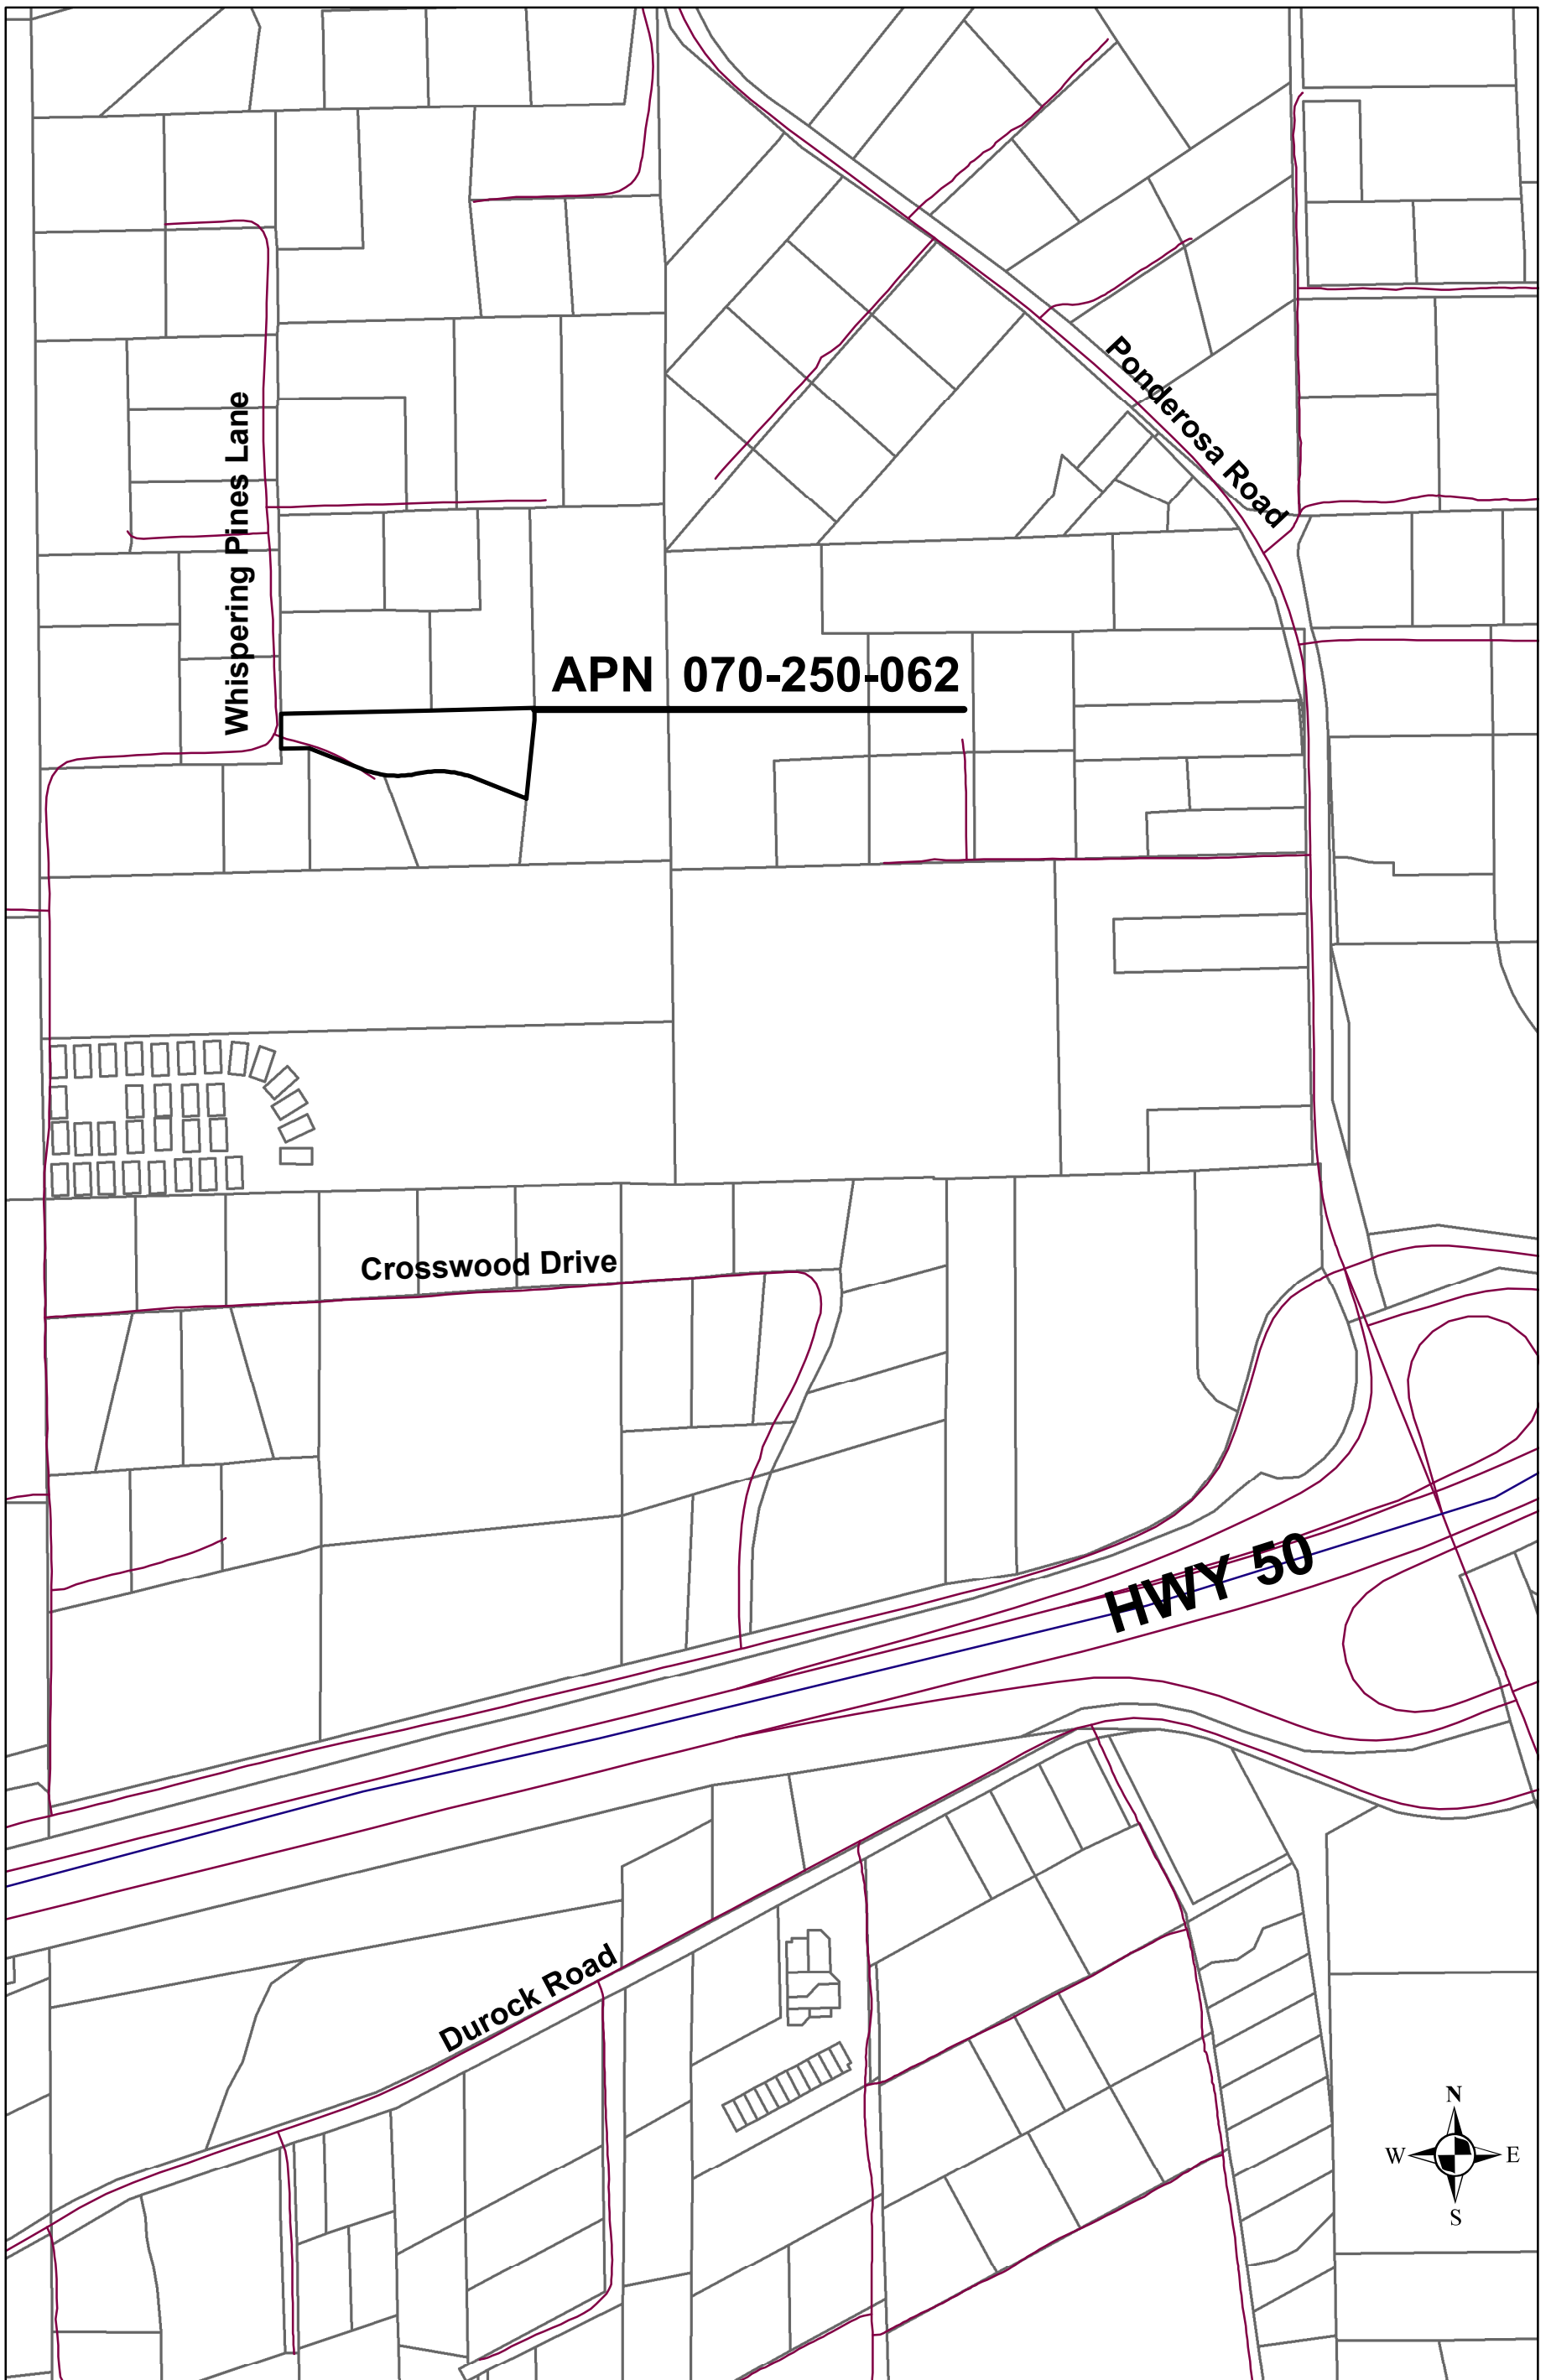 Ponderosa Road
Whispering Pines Lane
APN 070-250-062
Crosswood Drive
HWY 50
Durock Road
N
W E
S